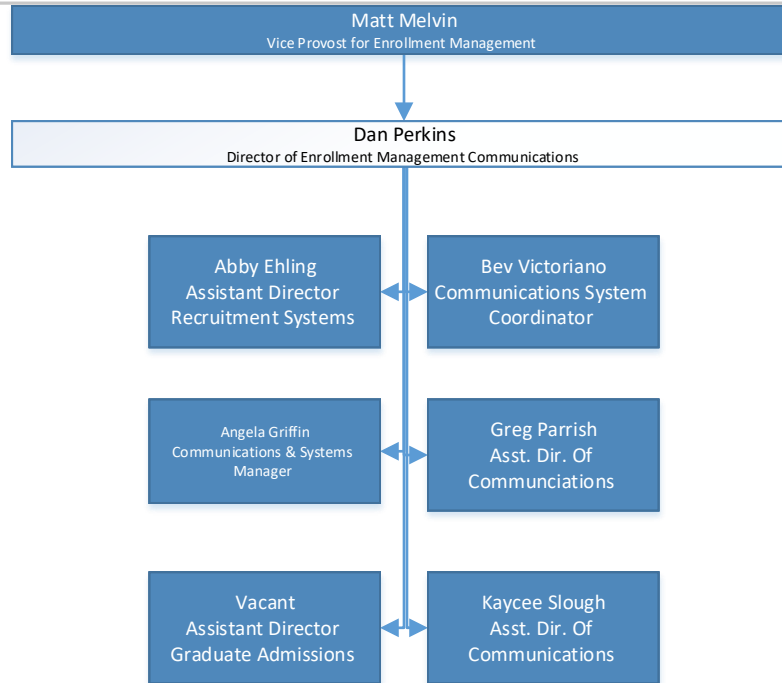 Matt Melvin
Vice Provost for Enrollment Management
Dan Perkins
Director of Enrollment Management Communications
Abby Ehling
Assistant Director
Recruitment Systems
Bev Victoriano
Communications System
Coordinator
Angela Griffin
Communications & Systems
Manager
Greg Parrish
Asst. Dir. Of
Communciations
Vacant
Assistant Director
Graduate Admissions
Kaycee Slough
Asst. Dir. Of
Communications